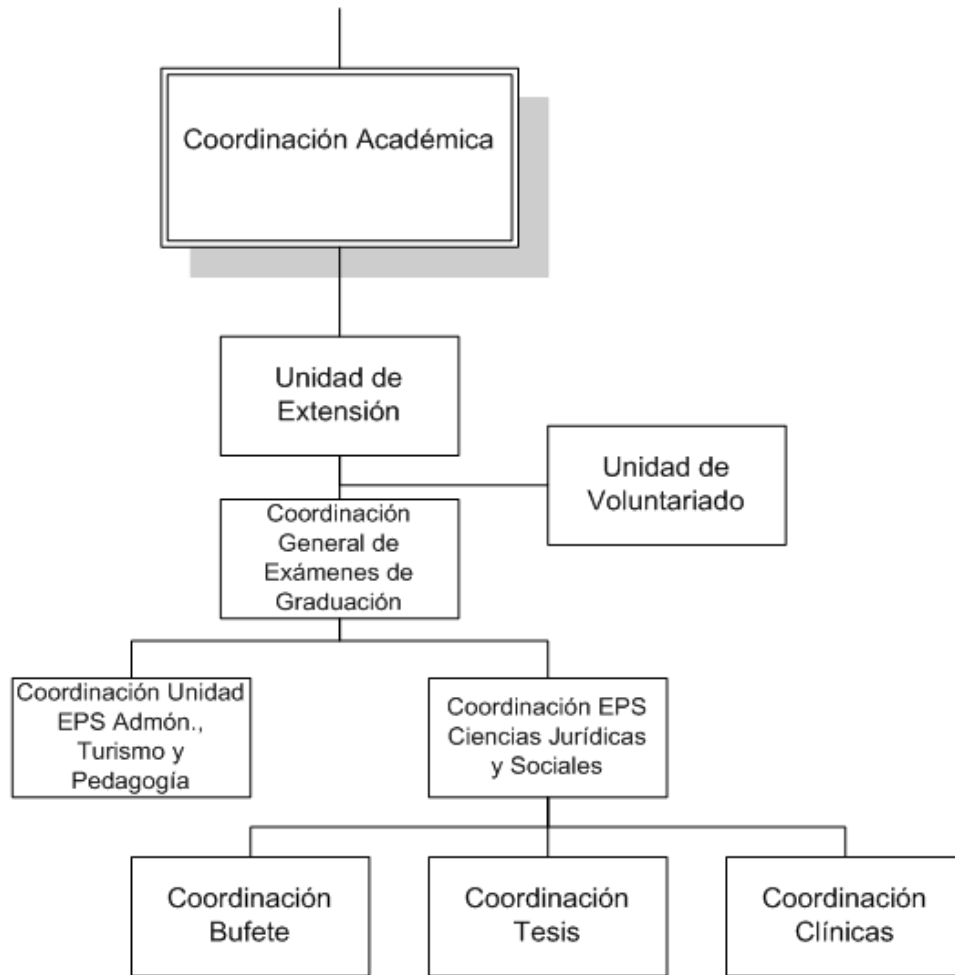 Coordinación Académica
Unidad de
Extensión
Unidad de
Voluntariado
Coordinación
General de
Exámenes de
Graduación
Coordinación Unidad
EPS Admón.,
Turismo y
Pedagogía
Coordinación EPS
Ciencias Jurídicas
y Sociales
Coordinación
Bufete
Coordinación
Tesis
Coordinación
Clínicas